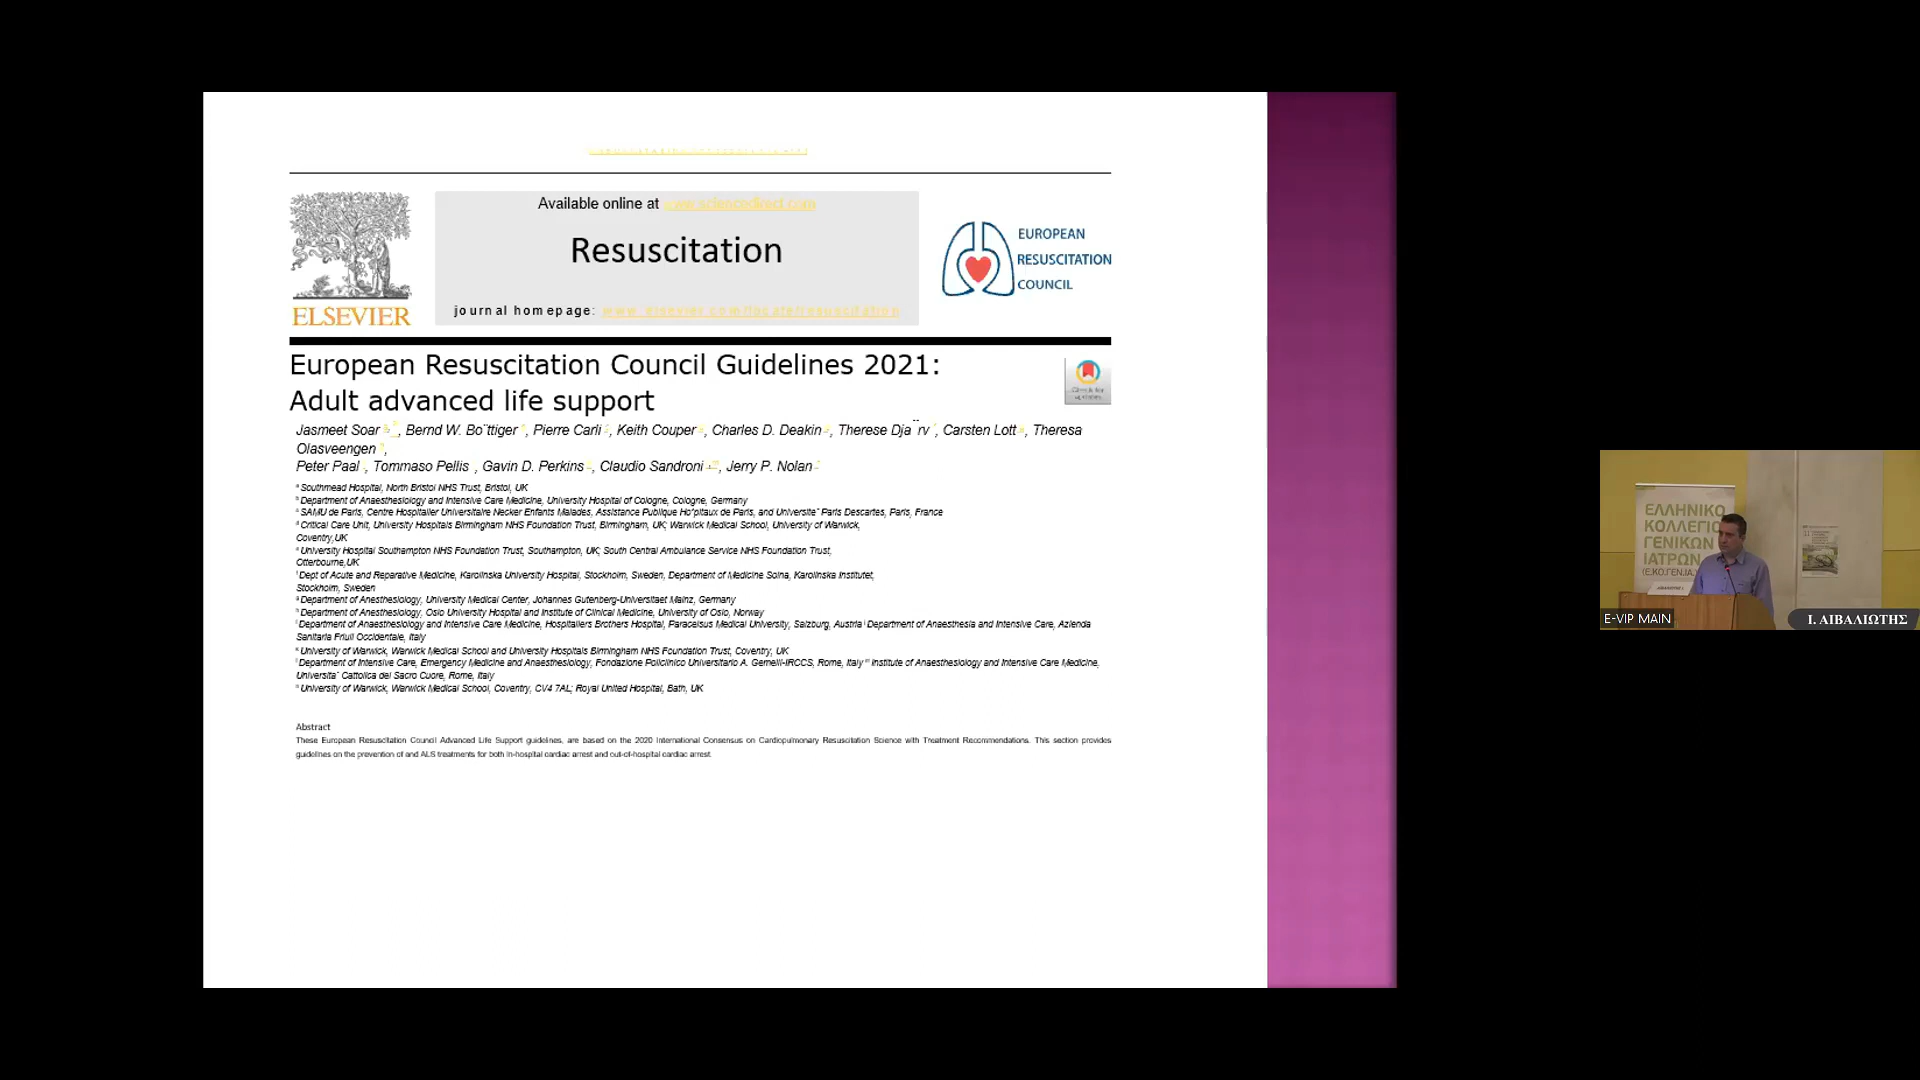 Available online at www.sciencedirect.com
Resuscitation
journal homepage: www.elsevier.com/locate/resuscitation
ELSEVIER
EUROPEAN
RESUSCITATION
COUNCIL
European Resuscitation Council Guidelines 2021:
Adult advanced life support
Jasmeet Soar, Bernd W. Bo¨ttiger, Pierre Carli, Keith Couper, Charles D. Deakin, Therese Dja¨rv, Carsten Lott, Theresa
Olasveengen,
Peter Paal, Tommaso Pellis, Gavin D. Perkins, Claudio Sandroni, Jerry P. Nolan
Southmead Hospital, North Bristol NHS Trust, Bristol, UK
Department of Anaesthesiology and Intensive Care Medicine, University Hospital of Cologne, Cologne, Germany
SAMU de Paris, Centre Hospitalier Universitaire Necker Enfants Malades, Assistance Publique Ho^pitaux de Paris, and Universite´ Paris Descartes, Paris, France
Critical Care Unit, University Hospitals Birmingham NHS Foundation Trust, Birmingham, UK; Warwick Medical School, University of Warwick,
Coventry,UK
University Hospital Southampton NHS Foundation Trust, Southampton, UK; South Central Ambulance Service NHS Foundation Trust,
Otterbourne,UK
Dept of Acute and Reparative Medicine, Karolinska University Hospital, Stockholm, Sweden, Department of Medicine Solna, Karolinska Institutet,
Stockholm, Sweden
Department of Anesthesiology, University Medical Center, Johannes Gutenberg-Universitaet Mainz, Germany
Department of Anesthesiology, Oslo University Hospital and Institute of Clinical Medicine, University of Oslo, Norway
Department of Anaesthesiology and Intensive Care Medicine, Hospitallers Brothers Hospital, Paracelsus Medical University, Salzburg, Austria Department of Anaesthesia and Intensive Care, Azienda
Sanitaria Friuli Occidentale, Italy
University of Warwick, Warwick Medical School and University Hospitals Birmingham NHS Foundation Trust, Coventry, UK
Department of Intensive Care, Emergency Medicine and Anaesthesiology, Fondazione Policlinico Universitario A. Gemelli-IRCCS, Rome, Italy Institute of Anaesthesiology and Intensive Care Medicine,
Universita` Cattolica del Sacro Cuore, Rome, Italy
University of Warwick, Warwick Medical School, Coventry, CV4 7AL; Royal United Hospital, Bath, UK
Abstract
These European Resuscitation Council Advanced Life Support guidelines, are based on the 2020 International Consensus on Cardiopulmonary Resuscitation Science with Treatment Recommendations. This section provides
guidelines on the prevention of and ALS treatments for both in-hospital cardiac arrest and out-of-hospital cardiac arrest.
ΕΛΛΗΝΙΚΟ
ΚΟΛΛΕΓΙΟ
ΓΕΝΙΚΩΝ
ΙΑΤΡΩΝ
(Ε.ΚΟ.ΓΕΝ.ΙΑ.)
E-VIP MAIN
Ι. ΑΙΒΑΛΙΩΤΗΣ